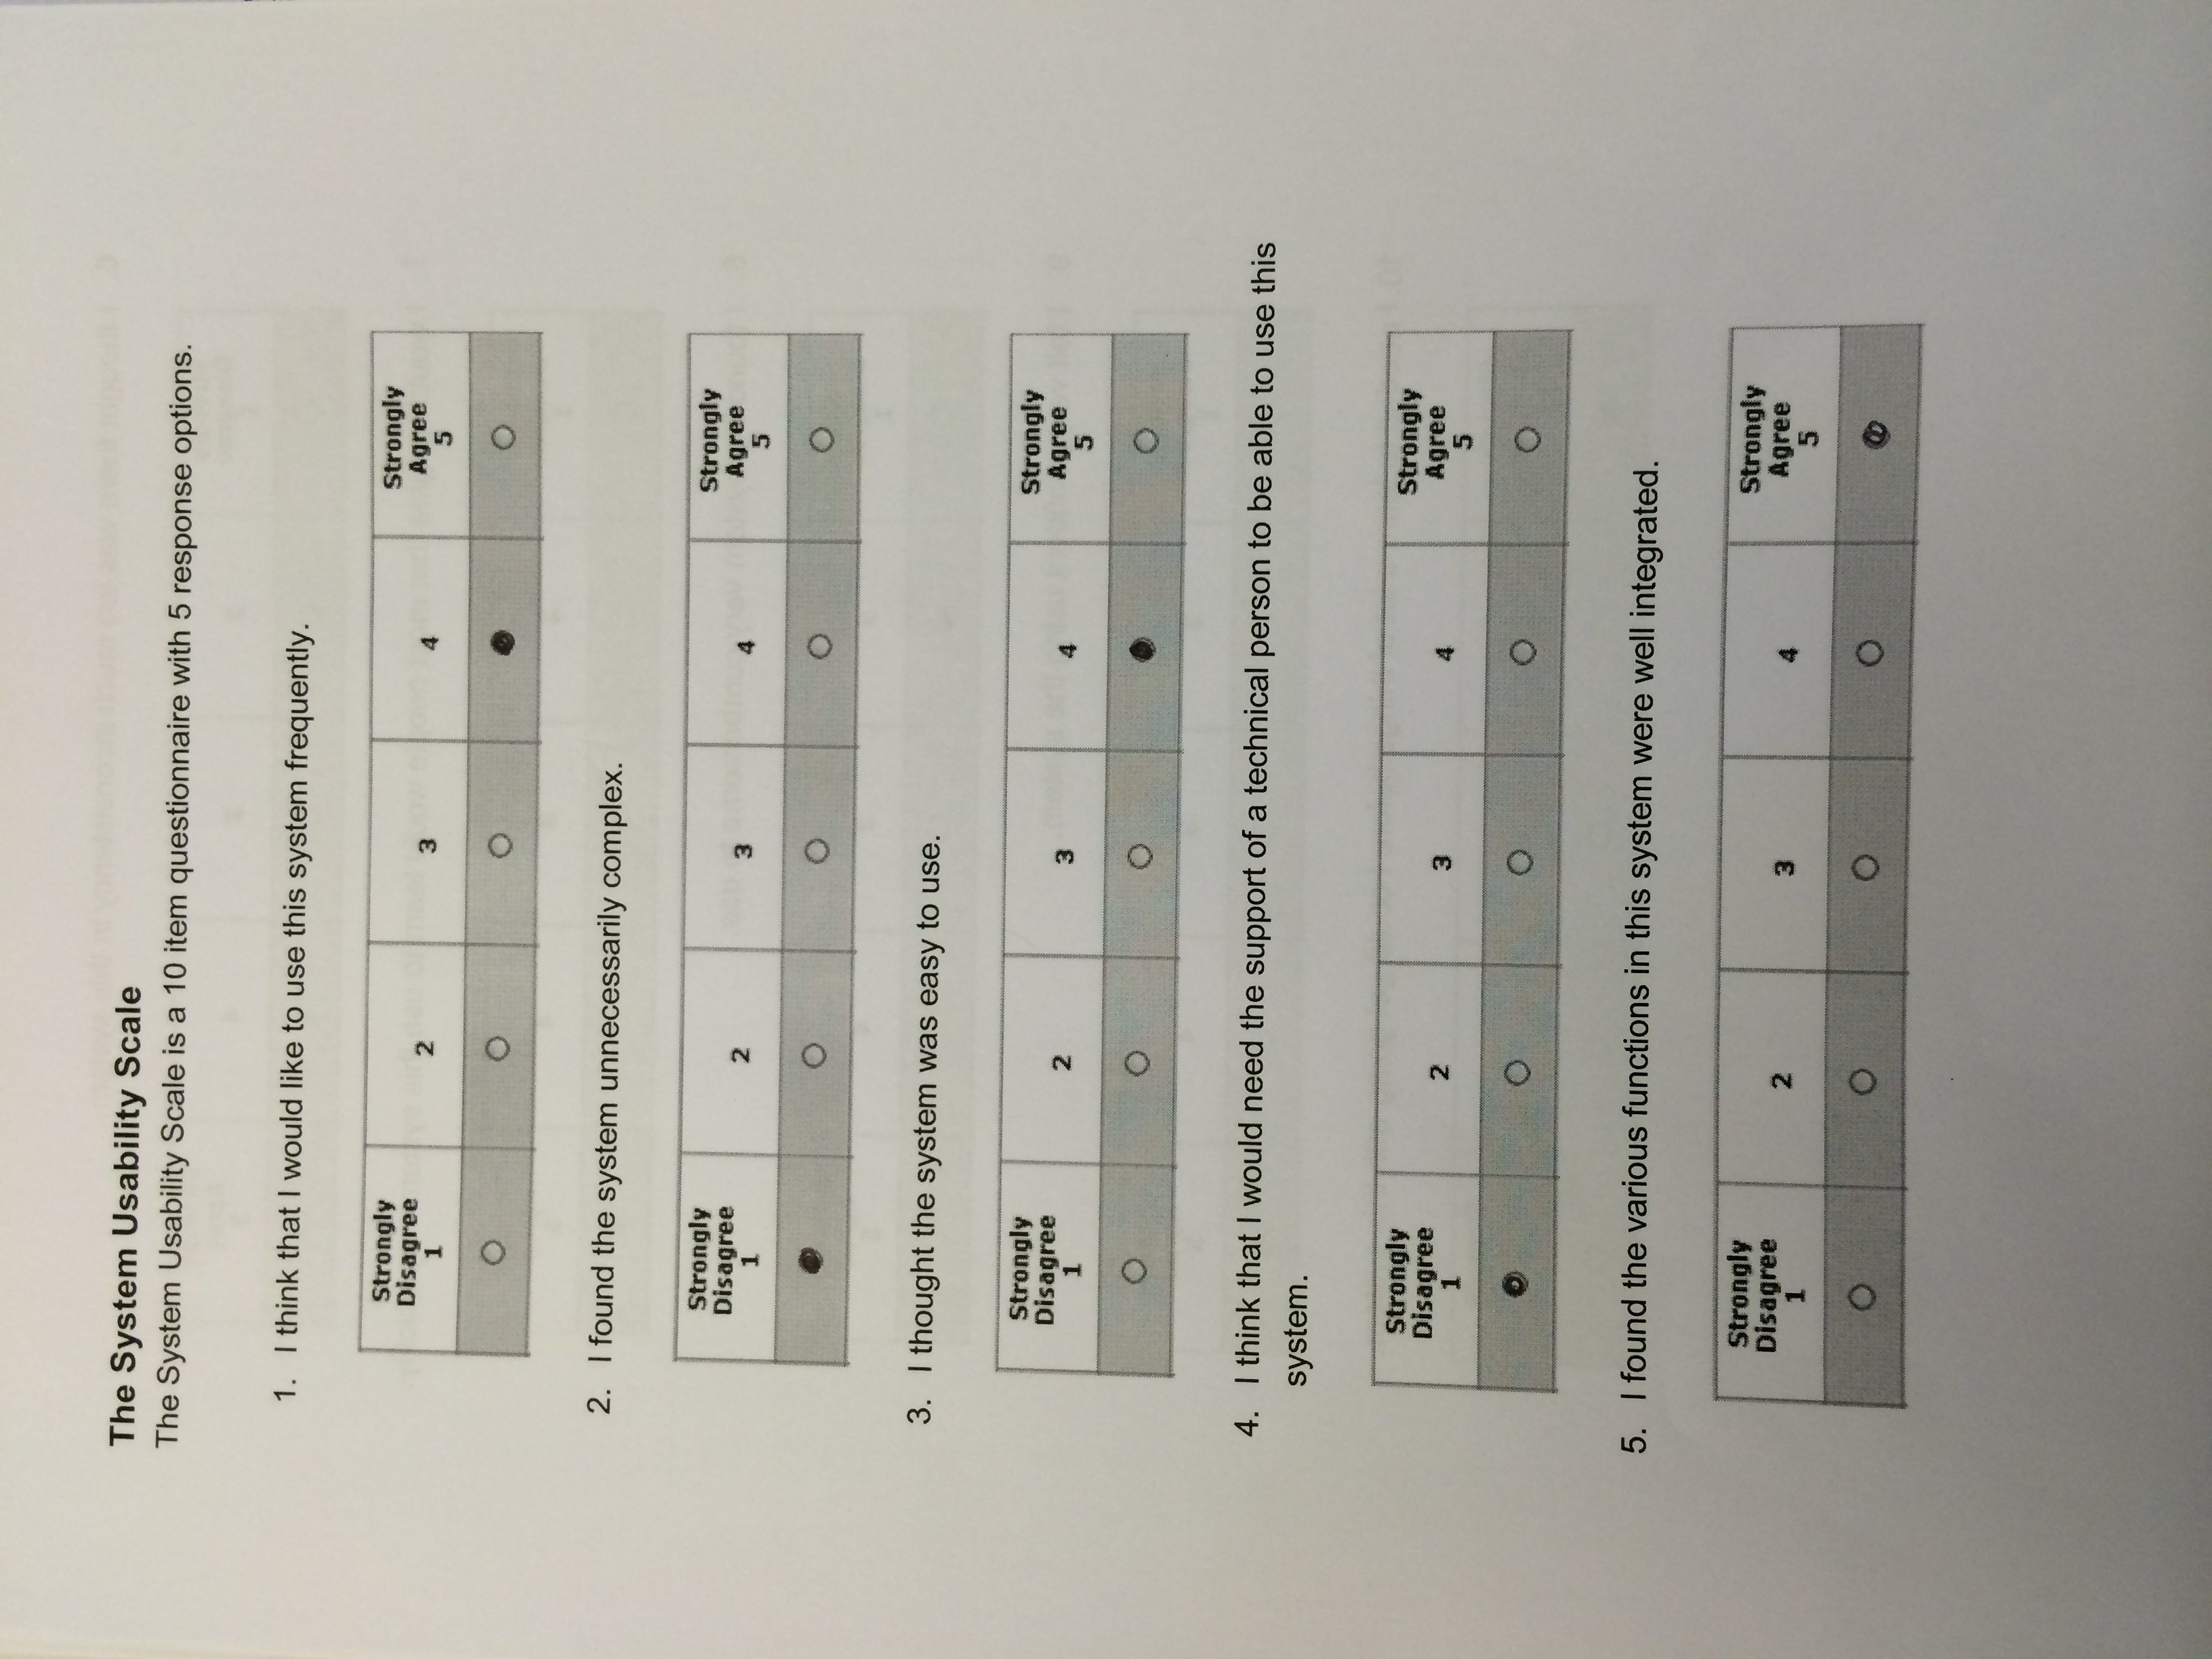 The System Usability Scale
The System Usability Scale is a 10 item questionnaire with 5 response options.
1. I think that I would like to use this system frequently.
Strongly Disagree 1 2 3 4 Strongly Agree 5
2. I found the system unnecessarily complex.
Strongly Disagree 1 2 3 4 Strongly Agree 5
3. I thought the system was easy to use.
Strongly Disagree 1 2 3 4 Strongly Agree 5
4. I think that I would need the support of a technical person to be able to use this
system.
Strongly Disagree 1 2 3 4 Strongly Agree 5
5. I found the various functions in this system were well integrated.
Strongly Disagree 1 2 3 4 Strongly Agree 5